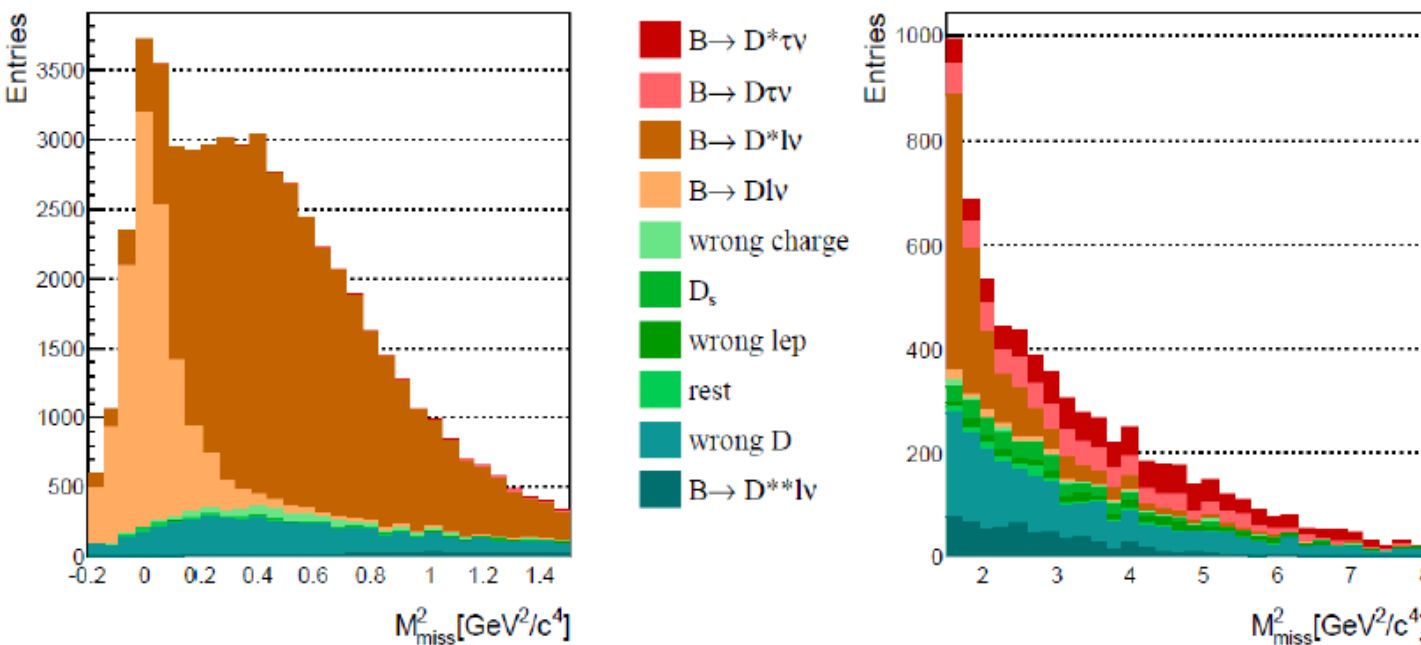 Entries
3500
3000
2500
2000
1500
1000
500
0
-0.2 0 0.2 0.4 0.6 0.8 1 1.2 1.4
M²miss[GeV²/c⁴]
B→ D*τν
B→ Dτν
B→ D*lν
B→ Dlν
wrong charge
Ds
wrong lep
rest
wrong D
B→ D**lν
Entries
1000
800
600
400
200
0
2 3 4 5 6 7
M²miss[GeV²/c⁴